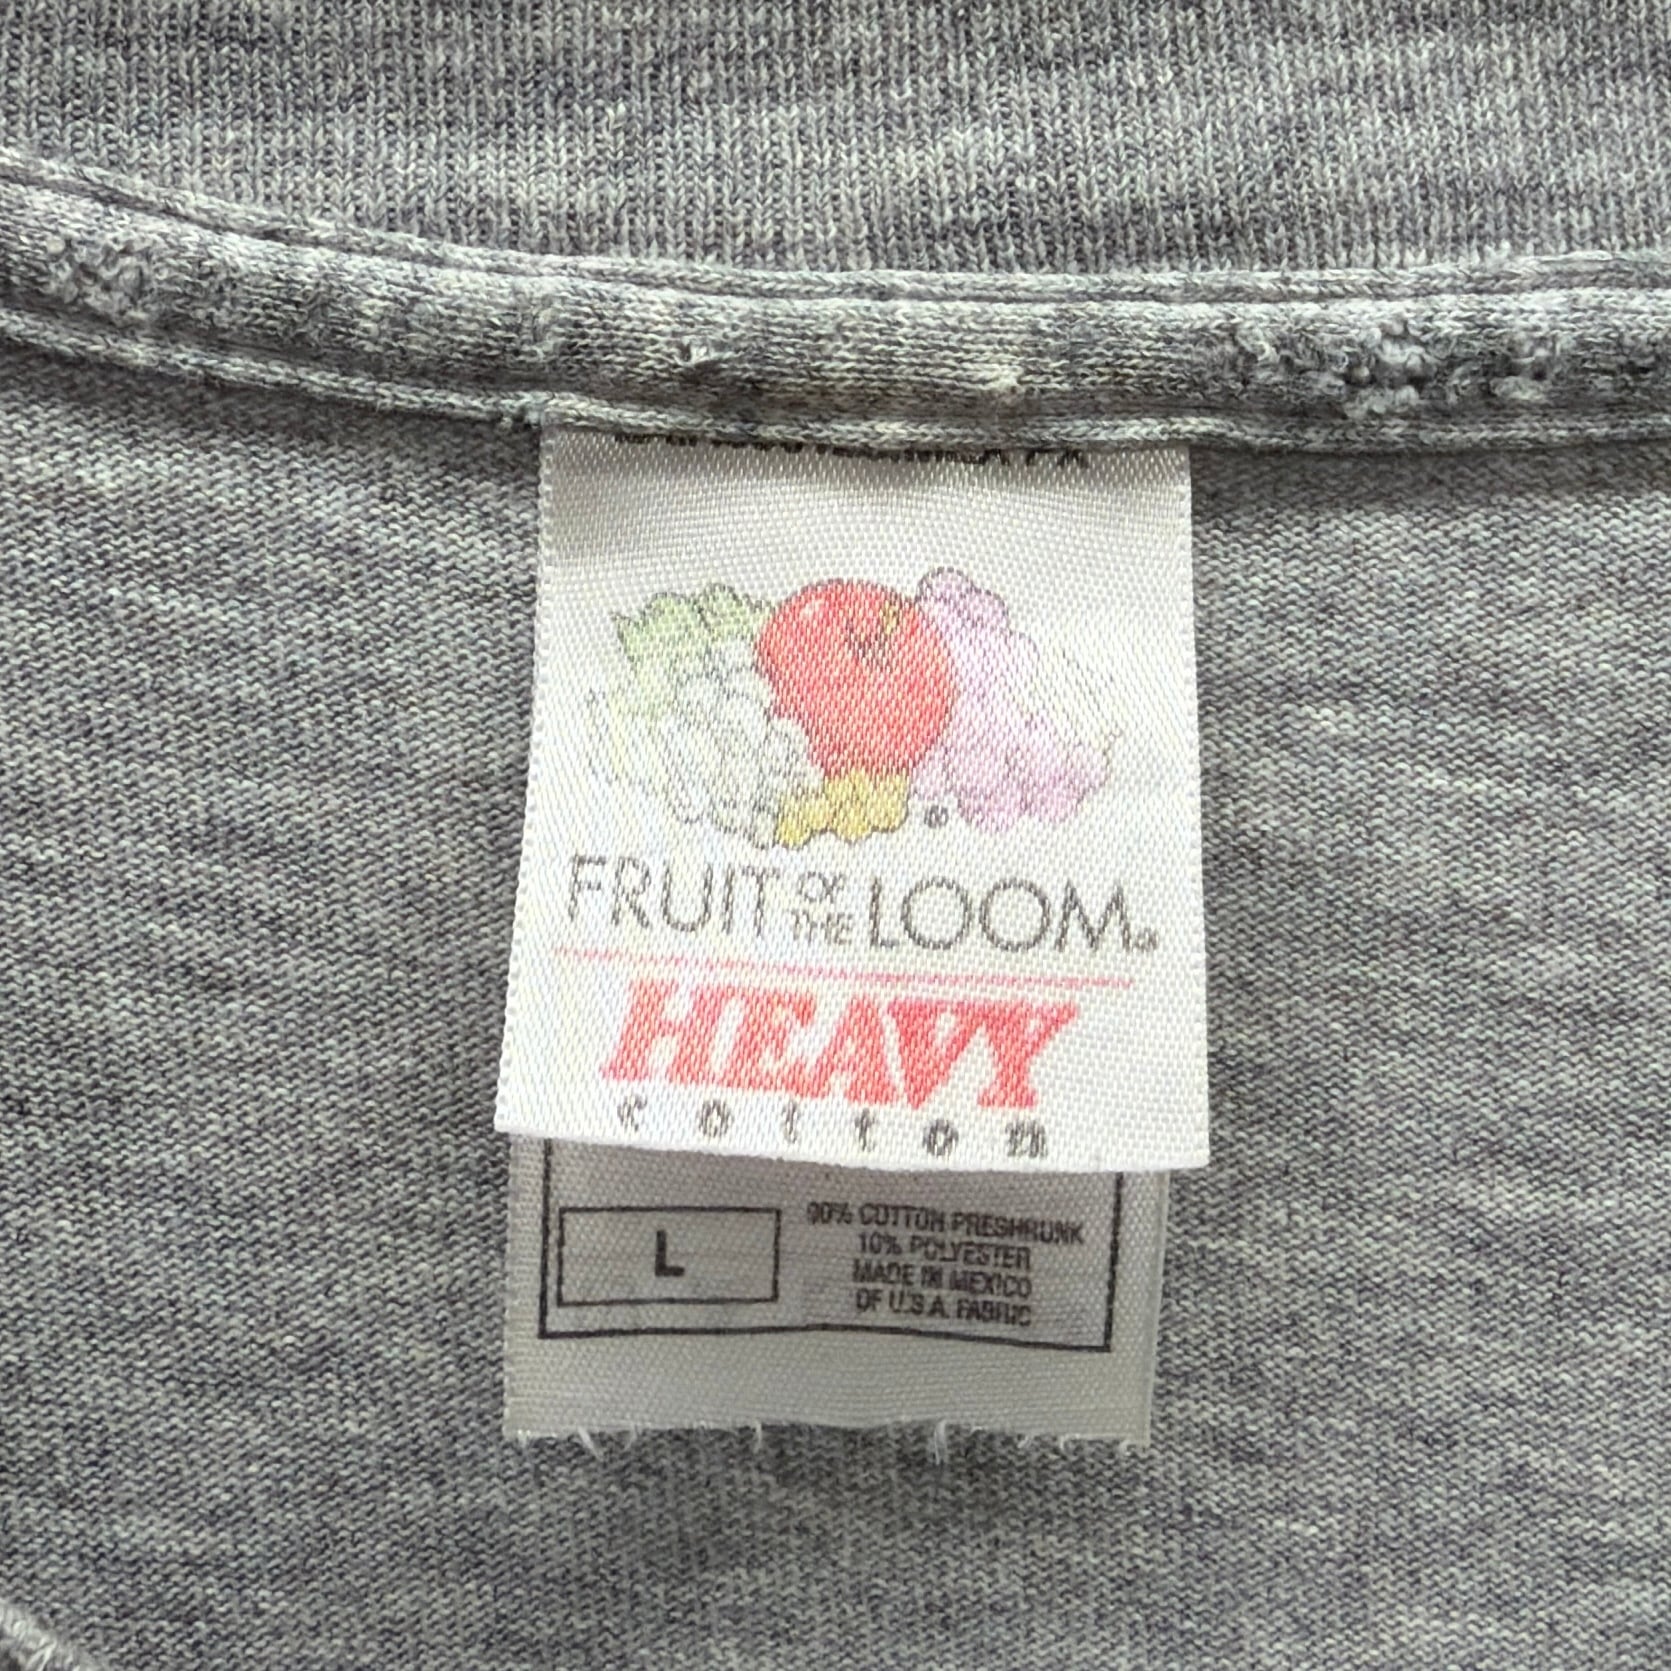 FRUIT OF THE LOOM®
HEAVY
cotton
L
90% COTTON PRESHRUNK
10% POLYESTER
MADE IN MEXICO
OF U.S.A. FABRIC